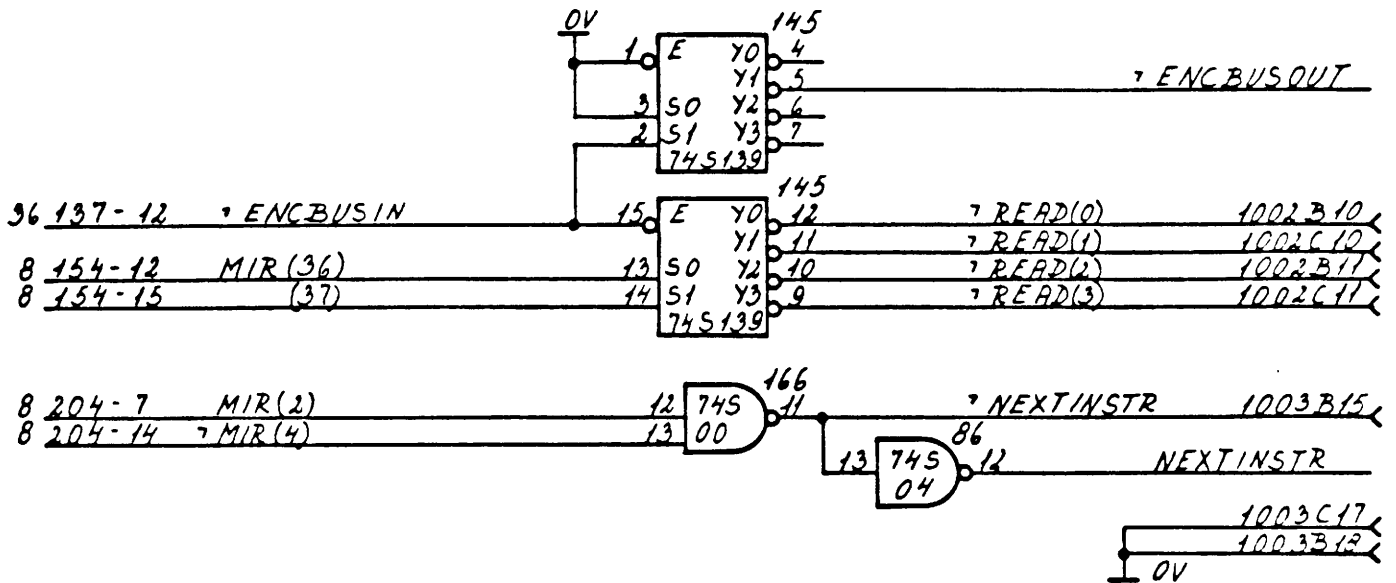 0V 145
1 E Y0 4
Y1 5 ¬ ENCBUSOUT
3 S0 Y2 6
2 S1 Y3 7
74S139
145
36 137-12 ¬ ENCBUSIN 15 E Y0 12 ¬ READ(0) 1002B10
Y1 11 ¬ READ(1) 1002C10
8 154-12 MIR(36) 13 S0 Y2 10 ¬ READ(2) 1002B11
8 154-15 (37) 14 S1 Y3 9 ¬ READ(3) 1002C11
74S139
166
8 204-7 MIR(2) 12 74S 11 ¬ NEXTINSTR 1003B15
8 204-14 ¬ MIR(4) 13 00
86
13 74S 12 NEXTINSTR
04
1003C17
1003B18
0V